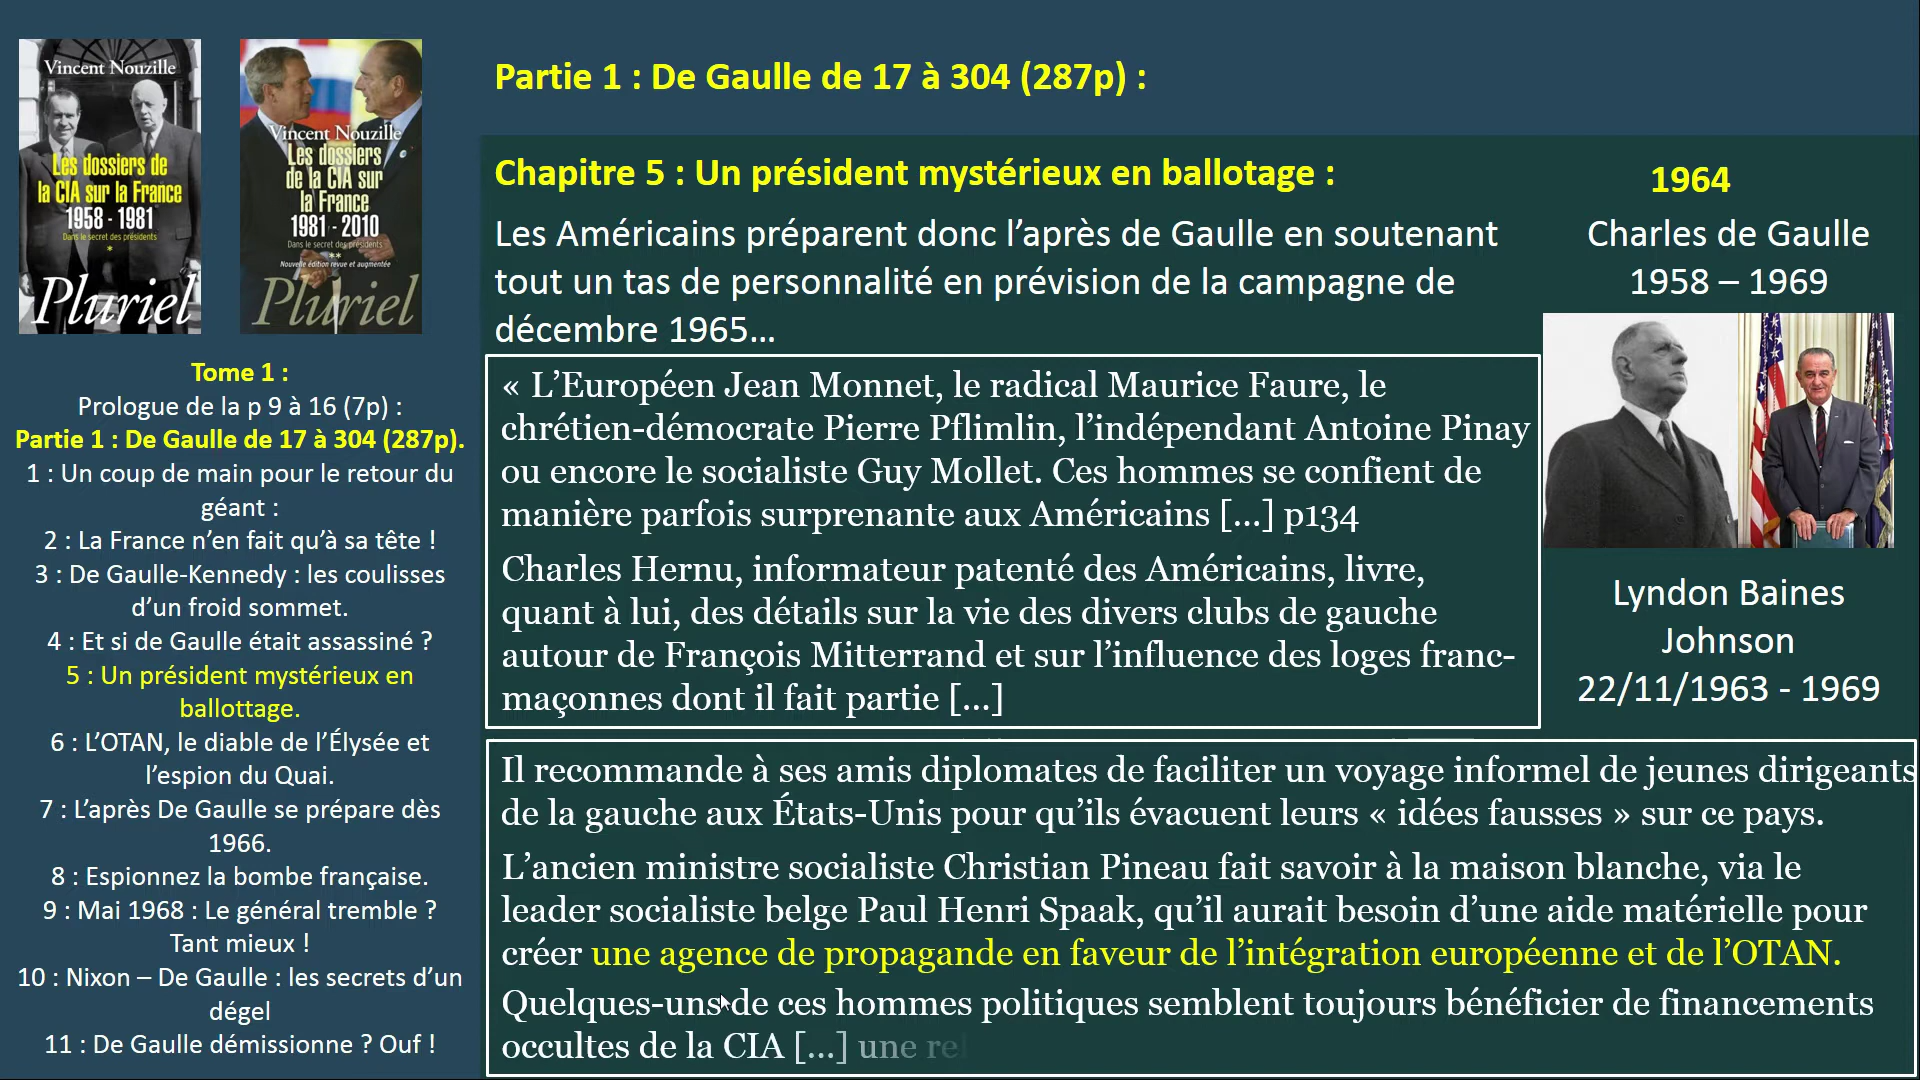 Vincent Nouzille
Les dossiers de
la CIA sur la France
1958 - 1981
Dans le secret des présidents
*
Pluriel
Vincent Nouzille
Les dossiers
de la CIA sur
la France
1981 - 2010
Dans le secret des présidents
**
Nouvelle édition revue et augmentée
Pluriel
Tome 1 :
Prologue de la p 9 à 16 (7p) :
Partie 1 : De Gaulle de 17 à 304 (287p).
1 : Un coup de main pour le retour du
géant :
2 : La France n’en fait qu’à sa tête !
3 : De Gaulle-Kennedy : les coulisses
d’un froid sommet.
4 : Et si de Gaulle était assassiné ?
5 : Un président mystérieux en
ballottage.
6 : L’OTAN, le diable de l’Élysée et
l’espion du Quai.
7 : L’après De Gaulle se prépare dès
1966.
8 : Espionnez la bombe française.
9 : Mai 1968 : Le général tremble ?
Tant mieux !
10 : Nixon – De Gaulle : les secrets d’un
dégel
11 : De Gaulle démissionne ? Ouf !
Partie 1 : De Gaulle de 17 à 304 (287p) :
Chapitre 5 : Un président mystérieux en ballotage :
Les Américains préparent donc l’après de Gaulle en soutenant
tout un tas de personnalité en prévision de la campagne de
décembre 1965…
« L’Européen Jean Monnet, le radical Maurice Faure, le
chrétien-démocrate Pierre Pflimlin, l’indépendant Antoine Pinay
ou encore le socialiste Guy Mollet. Ces hommes se confient de
manière parfois surprenante aux Américains […] p134
Charles Hernu, informateur patenté des Américains, livre,
quant à lui, des détails sur la vie des divers clubs de gauche
autour de François Mitterrand et sur l’influence des loges franc-
maçonnes dont il fait partie […]
Il recommande à ses amis diplomates de faciliter un voyage informel de jeunes dirigeants
de la gauche aux États-Unis pour qu’ils évacuent leurs « idées fausses » sur ce pays.
L’ancien ministre socialiste Christian Pineau fait savoir à la maison blanche, via le
leader socialiste belge Paul Henri Spaak, qu’il aurait besoin d’une aide matérielle pour
créer une agence de propagande en faveur de l’intégration européenne et de l’OTAN.
Quelques-uns de ces hommes politiques semblent toujours bénéficier de financements
occultes de la CIA […] une rel
1964
Charles de Gaulle
1958 – 1969
Lyndon Baines
Johnson
22/11/1963 - 1969